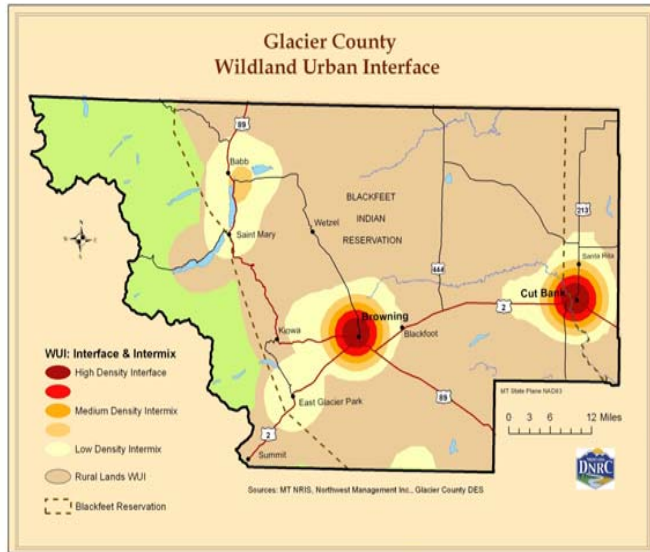 Glacier County
Wildland Urban Interface
89
Babb
BLACKFEET
INDIAN
RESERVATION
Wetzel
213
Saint Mary
444
Santa Rita
Cut Bank
2
Browning
Kiowa
Blackfoot
WUI: Interface & Intermix
High Density Interface
Medium Density Intermix
Low Density Intermix
Rural Lands WUI
Blackfeet Reservation
East Glacier Park
89
2
Summit
MT State Plane NAD83
0 3 6 12 Miles
DNRC
Sources: MT NRIS, Northwest Management Inc., Glacier County DES